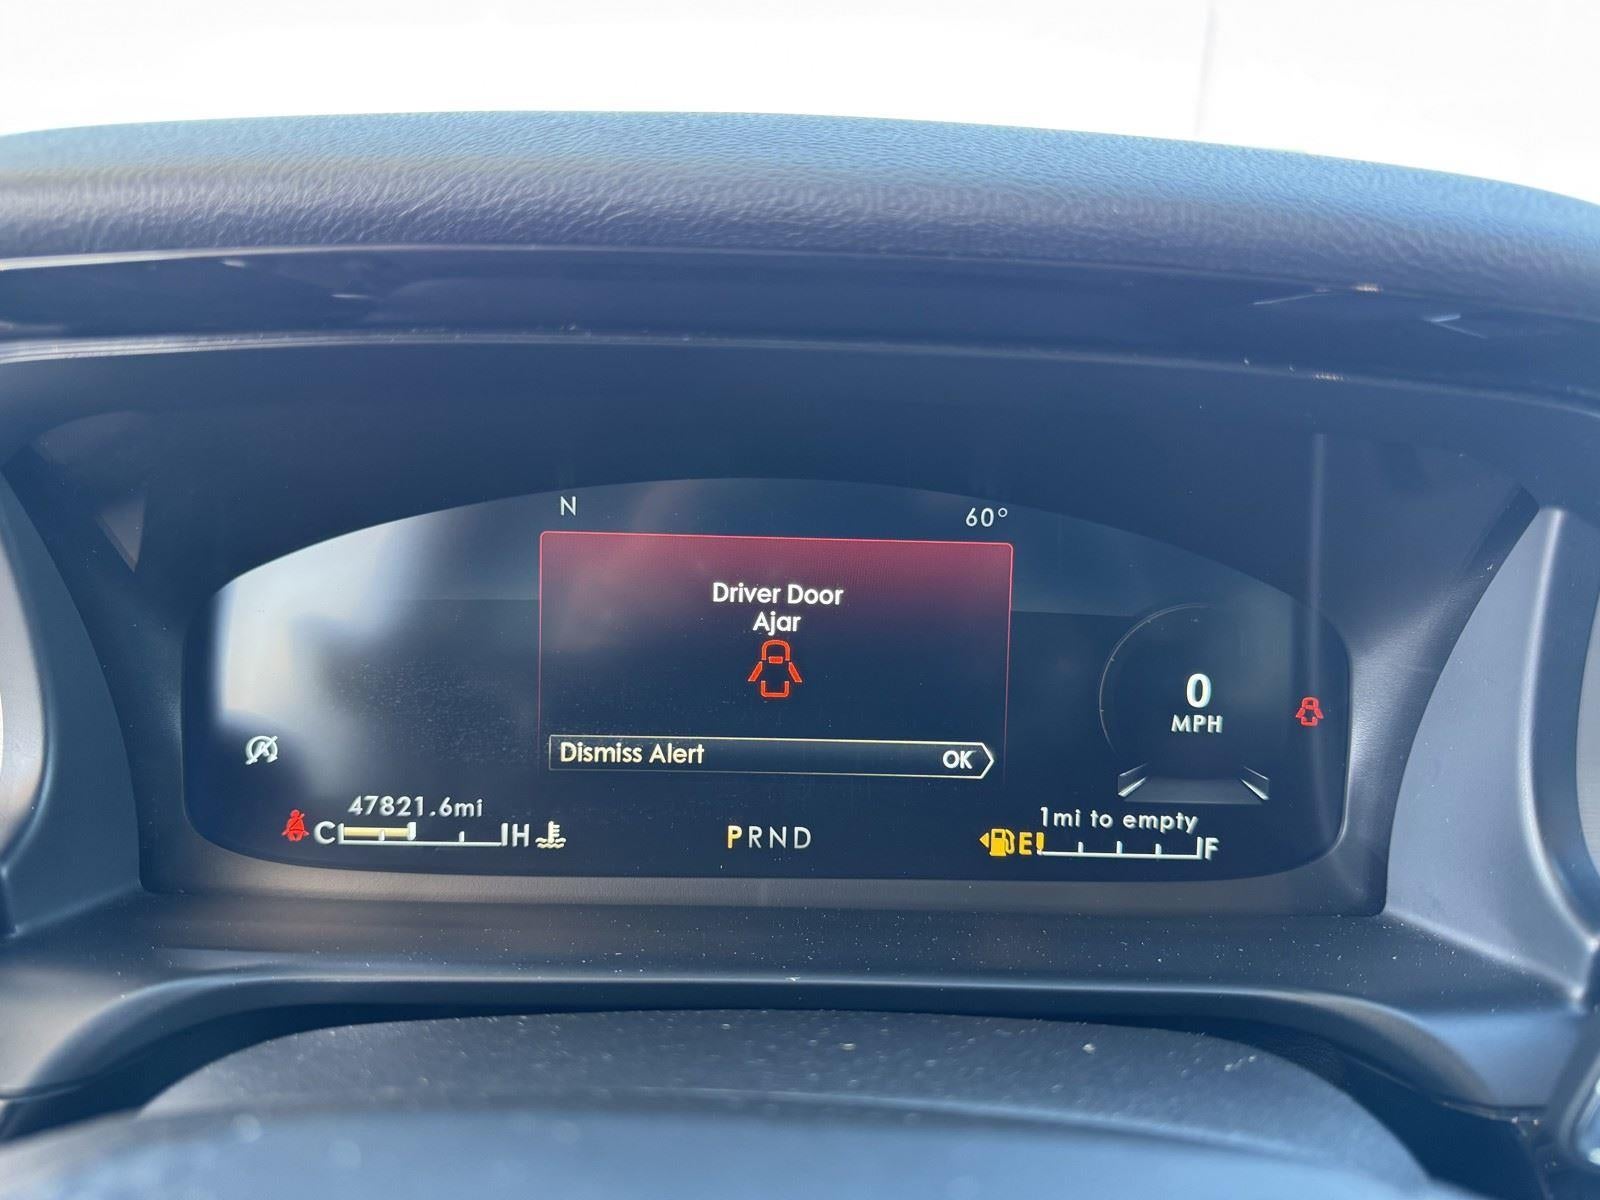 N
60°
Driver Door
Ajar
Dismiss Alert OK
0
MPH
47821.6mi
C H
PRND
1mi to empty
E! F